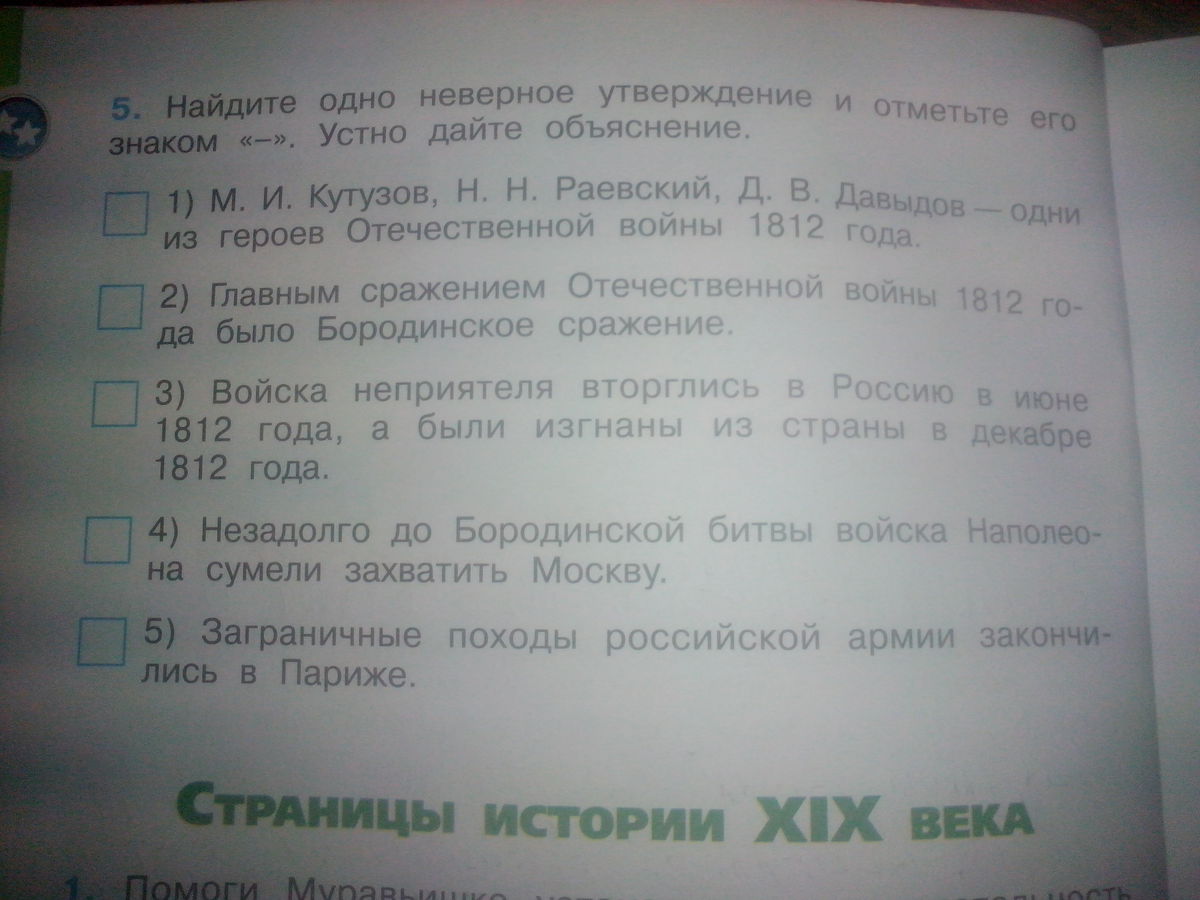 5. Найдите одно неверное утверждение и отметьте его
знаком «–». Устно дайте объяснение.
1) М. И. Кутузов, Н. Н. Раевский, Д. В. Давыдов — одни
из героев Отечественной войны 1812 года.
2) Главным сражением Отечественной войны 1812 го-
да было Бородинское сражение.
3) Войска неприятеля вторглись в Россию в июне
1812 года, а были изгнаны из страны в декабре
1812 года.
4) Незадолго до Бородинской битвы войска Наполео-
на сумели захватить Москву.
5) Заграничные походы российской армии закончи-
лись в Париже.
СТРАНИЦЫ ИСТОРИИ XIX ВЕКА
1. Помоги Муравьишке